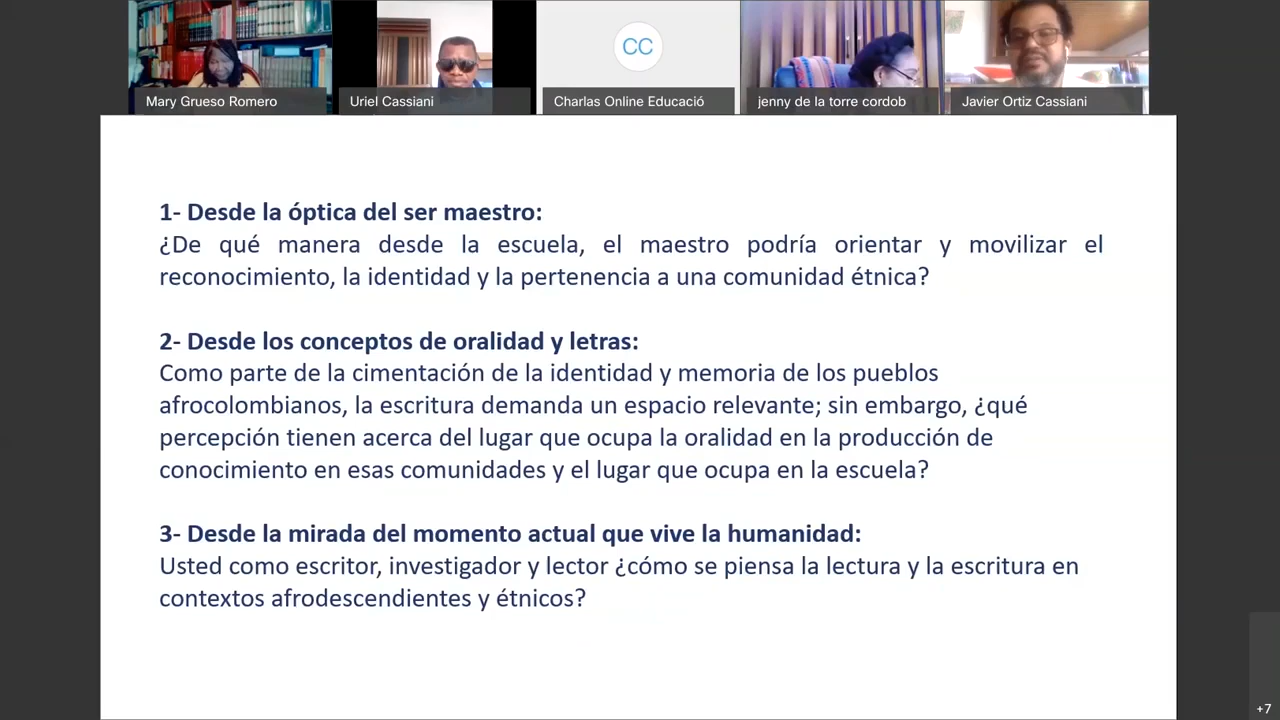 CC
Mary Grueso Romero
Uriel Cassiani
Charlas Online Educació
jenny de la torre cordob
Javier Ortiz Cassiani
1- Desde la óptica del ser maestro:
¿De qué manera desde la escuela, el maestro podría orientar y movilizar el
reconocimiento, la identidad y la pertenencia a una comunidad étnica?
2- Desde los conceptos de oralidad y letras:
Como parte de la cimentación de la identidad y memoria de los pueblos
afrocolombianos, la escritura demanda un espacio relevante; sin embargo, ¿qué
percepción tienen acerca del lugar que ocupa la oralidad en la producción de
conocimiento en esas comunidades y el lugar que ocupa en la escuela?
3- Desde la mirada del momento actual que vive la humanidad:
Usted como escritor, investigador y lector ¿cómo se piensa la lectura y la escritura en
contextos afrodescendientes y étnicos?
+7